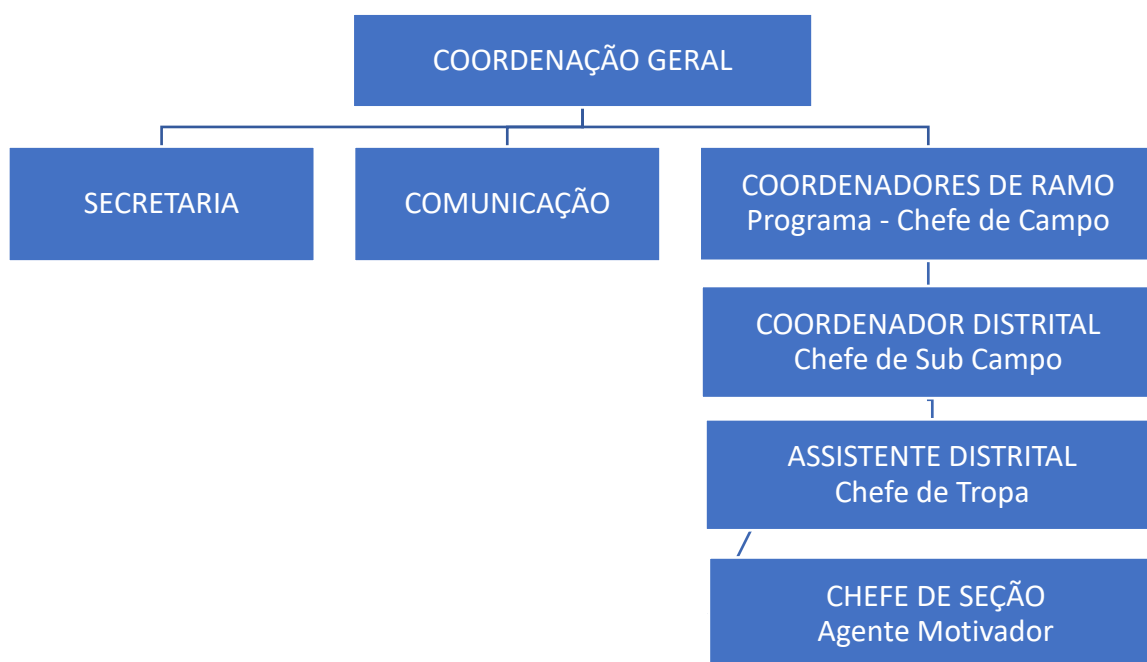 COORDENAÇÃO GERAL
SECRETARIA
COMUNICAÇÃO
COORDENADORES DE RAMO
Programa - Chefe de Campo
COORDENADOR DISTRITAL
Chefe de Sub Campo
ASSISTENTE DISTRITAL
Chefe de Tropa
CHEFE DE SEÇÃO
Agente Motivador